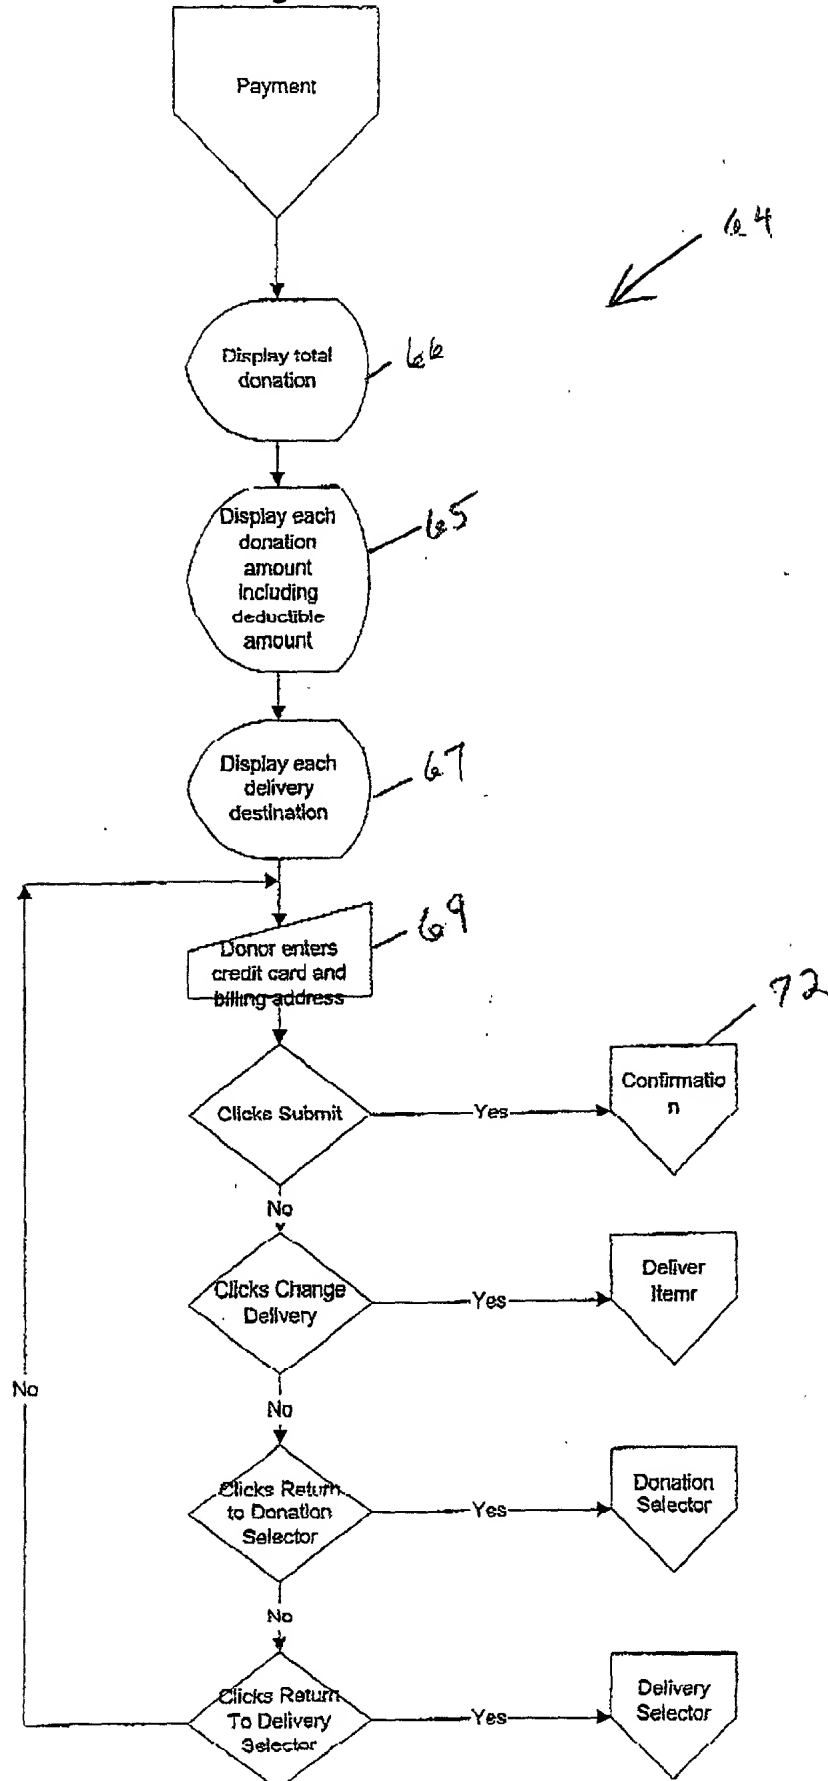 Payment
64
Display total
donation
66
Display each
donation
amount
including
deductible
amount
65
Display each
delivery
destination
67
Donor enters
credit card and
billing address
69
72
Clicks Submit
Yes
Confirmatio
n
No
Clicks Change
Delivery
Yes
Deliver
Itemr
No
No
Clicks Return
to Donation
Selector
Yes
Donation
Selector
No
Clicks Return
To Delivery
Selector
Yes
Delivery
Selector